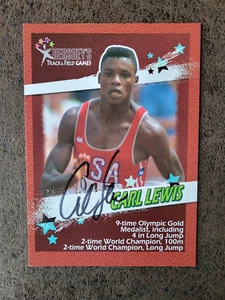 HERSHEY'S
TRACK & FIELD GAMES
USA
CARL LEWIS
9-time Olympic Gold
Medalist, including
4 in Long Jump
2-time World Champion, 100m
2-time World Champion, Long Jump